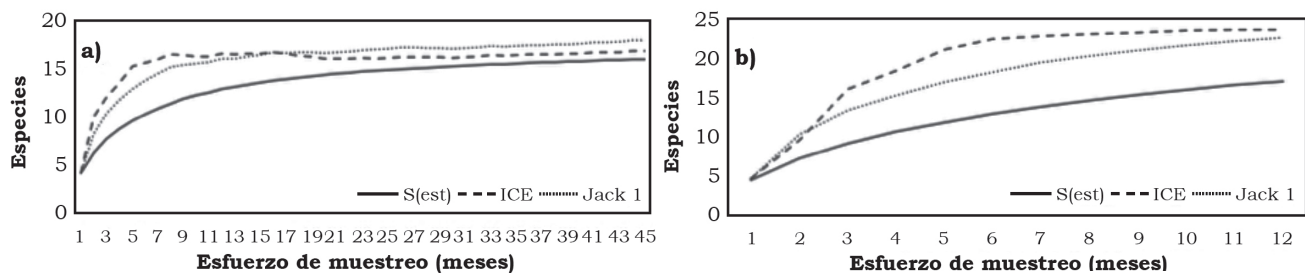 a)
Especies
20
15
10
5
0
S(est) ICE Jack 1
1 3 5 7 9 11 13 15 17 19 21 23 25 27 29 31 33 35 37 39 41 43 45
Esfuerzo de muestreo (meses)
b)
Especies
25
20
15
10
5
0
S(est) ICE Jack 1
1 2 3 4 5 6 7 8 9 10 11 12
Esfuerzo de muestreo (meses)